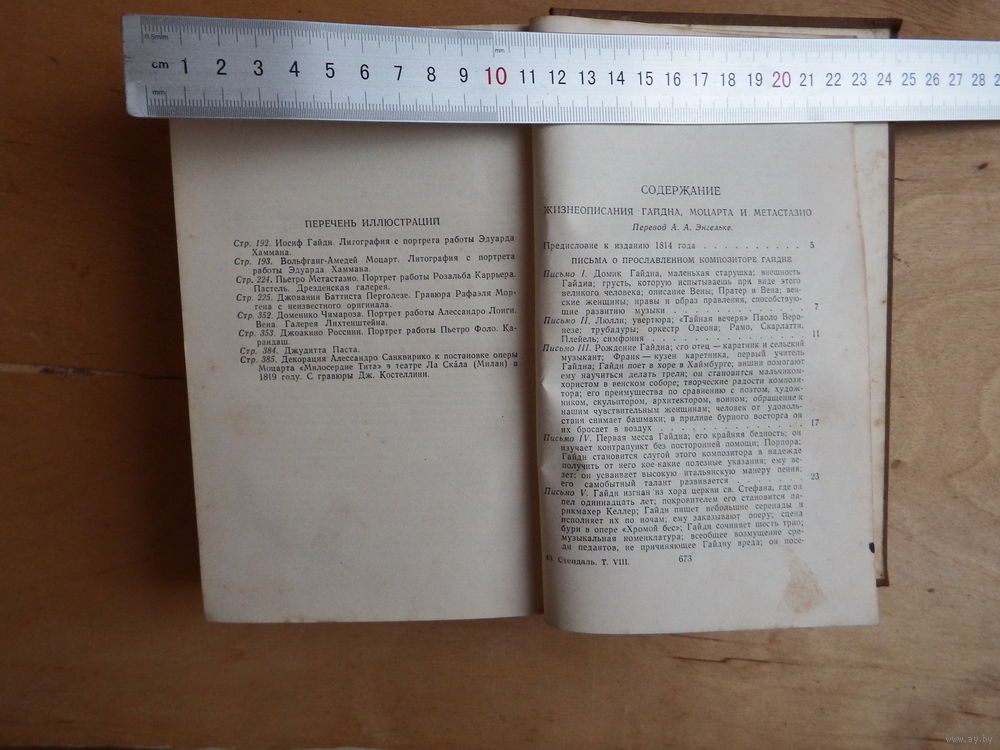 0,5mm
mm
cm 1 2 3 4 5 6 7 8 9 10 11 12 13 14 15 16 17 18 19 20 21 22 23 24 25 26 27 28
mm
ПЕРЕЧЕНЬ ИЛЛЮСТРАЦИЙ
Стр. 192. Иосиф Гайдн. Литография с портрета работы Эдуарда
Хаммана.
Стр. 193. Вольфганг-Амедей Моцарт. Литография с портрета
работы Эдуарда Хаммана.
Стр. 224. Пьетро Метастазио. Портрет работы Розальба Каррьера.
Пастель. Дрезденская галерея.
Стр. 225. Джованни Баттиста Перголезе. Гравюра Рафаэля Мор-
гена с неизвестного оригинала.
Стр. 352. Доменико Чимароза. Портрет работы Алессандро Лонги.
Вена. Галерея Лихтенштейна.
Стр. 353. Джоакино Россини. Портрет работы Пьетро Фоло. Ка-
рандаш.
Стр. 384. Джудитта Паста.
Стр. 385. Декорация Алессандро Санквирико к постановке оперы
Моцарта «Милосердие Тита» в театре Ла Ска́ла (Милан) в
1819 году. С гравюры Дж. Костеллини.
СОДЕРЖАНИЕ
ЖИЗНЕОПИСАНИЯ ГАЙДНА, МОЦАРТА И МЕТАСТАЗИО
Перевод А. А. Энгельке.
Предисловие к изданию 1814 года . . . . . . . . . . 5
ПИСЬМА О ПРОСЛАВЛЕННОМ КОМПОЗИТОРЕ ГАЙДНЕ
Письмо I. Домик Гайдна, маленькая старушка; внешность
Гайдна; грусть, которую испытываешь при виде этого
великого человека; описание Вены; Пратер и Вена; вен-
ские женщины; нравы и образ правления, способствую-
щие развитию музыки . . . . . . . . . . 7
Письмо II. Люлли; увертюра; «Тайная вечеря» Паоло Веро-
незе; трубадуры; оркестр Одеона; Рамо, Скарлатти,
Плейель; симфония . . . . . . . . . . 11
Письмо III. Рождение Гайдна; его отец — каратник и сельский
музыкант; Франк — кузен каретника, первый учитель
Гайдна; Гайдн поет в хоре в Хаймбурге; вишни помогают
ему научиться делать трели; он становится мальчиком-
хористом в венском соборе; творческие радости компози-
тора; его преимущества по сравнению с поэтом, худож-
ником, скульптором, архитектором, воином; обращение к
нашим чувствительным женщинам; человек от удоволь-
ствия снимает башмаки; в приливе бурного восторга он
их бросает в воздух . . . . . . . . . . 17
Письмо IV. Первая месса Гайдна; его крайняя бедность; он
изучает контрапункт без посторонней помощи; Порпора;
Гайдн становится слугой этого композитора в надежде
получить от него кое-какие полезные указания; ему ве-
зет: он усваивает высокую итальянскую манеру пения;
его самобытный талант развивается . . . . . . . 23
Письмо V. Гайдн изгнан из хора церкви св. Стефана, где он
пел одиннадцать лет; покровителем его становится па-
рикмахер Келлер; Гайдн пишет небольшие серенады и
исполняет их по ночам; ему заказывают оперу; сцена
бури в опере «Хромой бес»; Гайдн сочиняет шесть трио;
музыкальная номенклатура; всеобщее возмущение сре-
ди педантов, не причиняющее Гайдну вреда; он посе-
43. Стендаль. Т. VIII. 673
www.ay.by